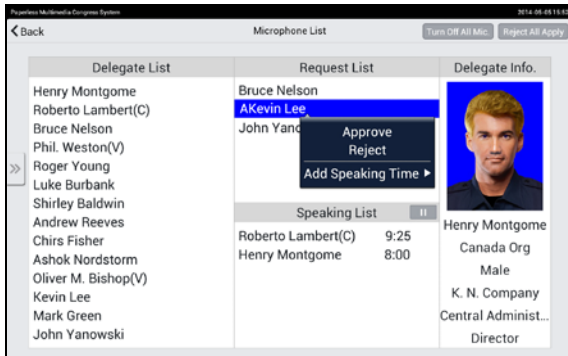 Paperless Multimedia Congress System
2014-06-05 15:52
Back
Microphone List
Turn Off All Mic.
Reject All Apply
Delegate List
Henry Montgome
Roberto Lambert(C)
Bruce Nelson
Phil. Weston(V)
Roger Young
Luke Burbank
Shirley Baldwin
Andrew Reeves
Chirs Fisher
Ashok Nordstorm
Oliver M. Bishop(V)
Kevin Lee
Mark Green
John Yanowski
Request List
Bruce Nelson
AKevin Lee
John Yano
Approve
Reject
Add Speaking Time
Speaking List
Roberto Lambert(C) 9:25
Henry Montgome 8:00
Delegate Info.
Henry Montgome
Canada Org
Male
K. N. Company
Central Administ...
Director